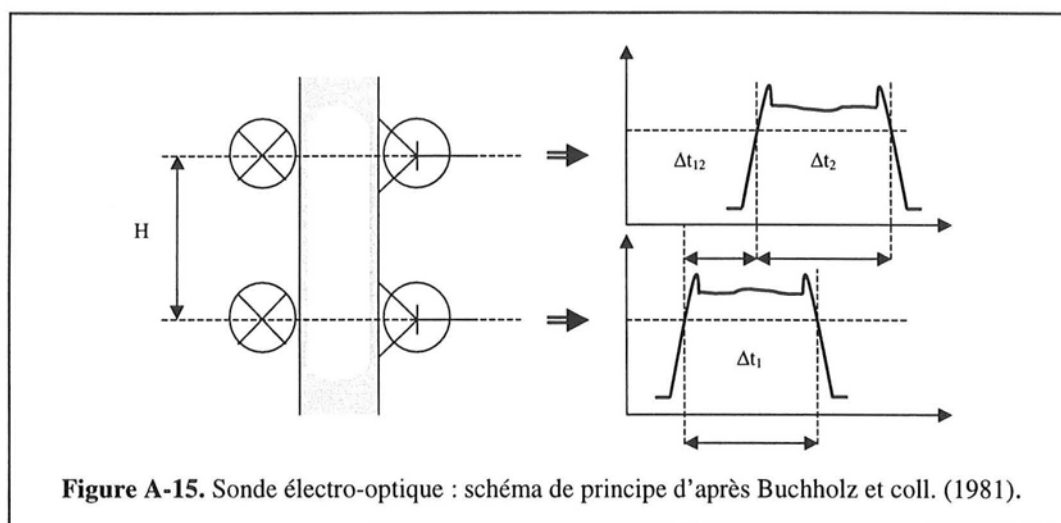 H
Δt₁₂
Δt₂
Δt₁
Figure A-15. Sonde électro-optique : schéma de principe d'après Buchholz et coll. (1981).